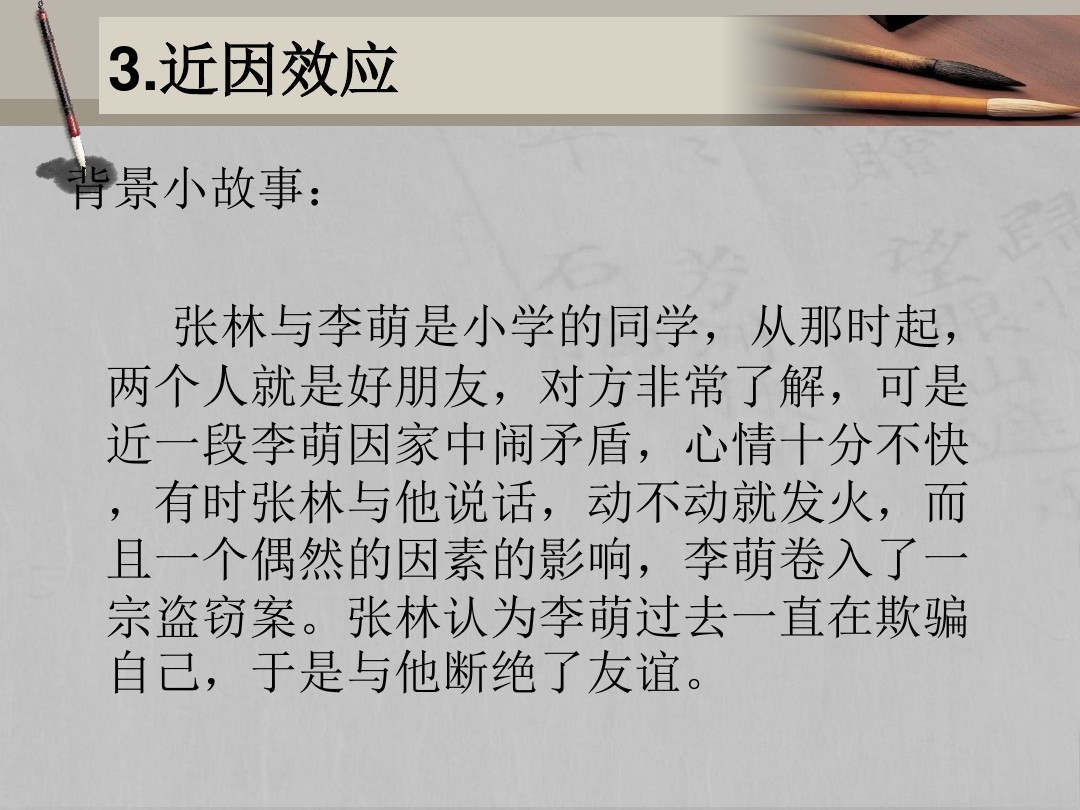 3.近因效应
背景小故事：
张林与李萌是小学的同学，从那时起，
两个人就是好朋友，对方非常了解，可是
近一段李萌因家中闹矛盾，心情十分不快
，有时张林与他说话，动不动就发火，而
且一个偶然的因素的影响，李萌卷入了一
宗盗窃案。张林认为李萌过去一直在欺骗
自己，于是与他断绝了友谊。